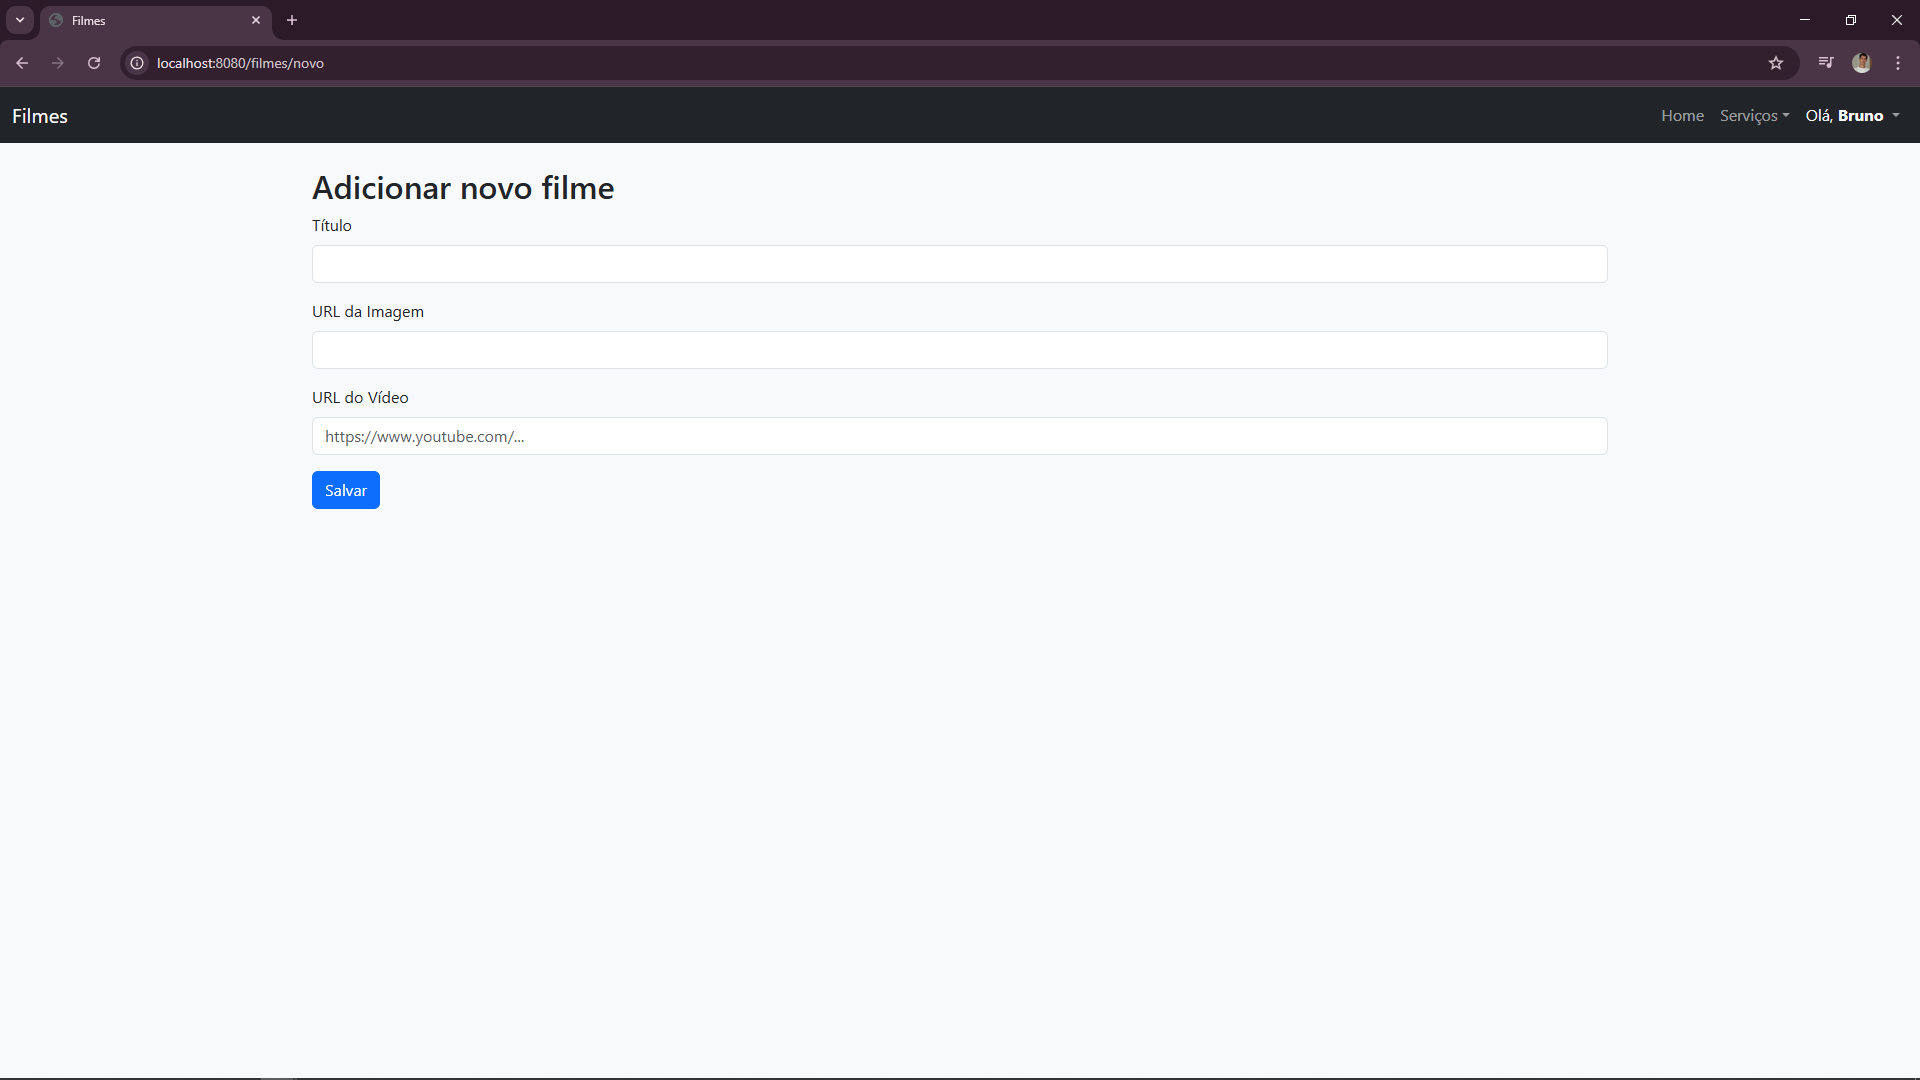 Filmes
localhost:8080/filmes/novo
Filmes
Home Serviços Olá, Bruno
Adicionar novo filme
Título
URL da Imagem
URL do Vídeo
https://www.youtube.com/...
Salvar